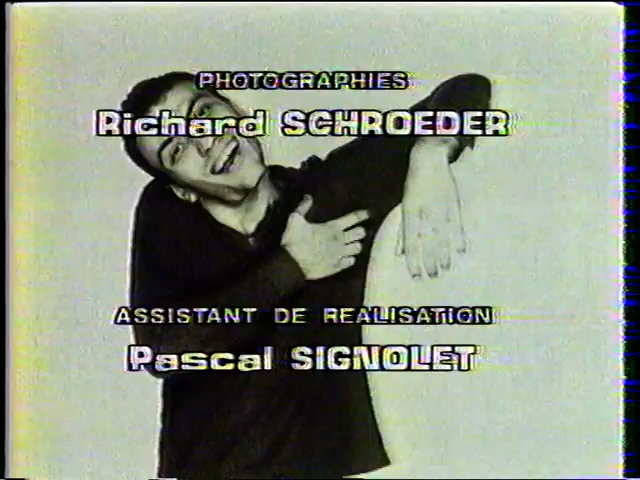 PHOTOGRAPHIES
Richard SCHROEDER
ASSISTANT DE REALISATION
Pascal SIGNOLET